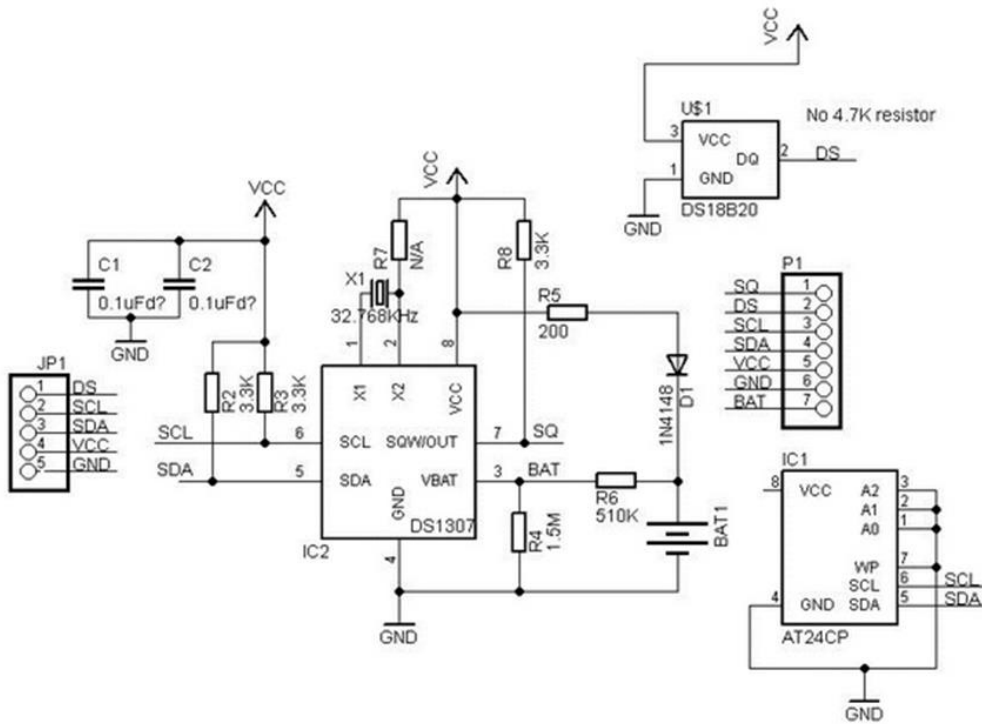 VCC
U$1
No 4.7K resistor
3
VCC
DQ
2
DS
1
GND
DS18B20
GND
VCC
VCC
C1
C2
0.1uFd?
0.1uFd?
GND
R7
N/A
X1
32.768KHz
R8
3.3K
R5
200
D1
1N4148
P1
SQ
1
DS
2
SCL
3
SDA
4
VCC
5
GND
6
BAT
7
JP1
1
DS
2
SCL
3
SDA
4
VCC
5
GND
R2
3.3K
R3
3.3K
SCL
SDA
1
2
8
X1
X2
VCC
6
SCL
SQW/OUT
7
SQ
5
SDA
VBAT
3
BAT
GND
DS1307
IC2
4
GND
R4
1.5M
R6
510K
BAT1
IC1
8
VCC
A2
3
A1
2
A0
1
WP
7
SCL
6
SCL
4
GND
SDA
5
SDA
AT24CP
GND